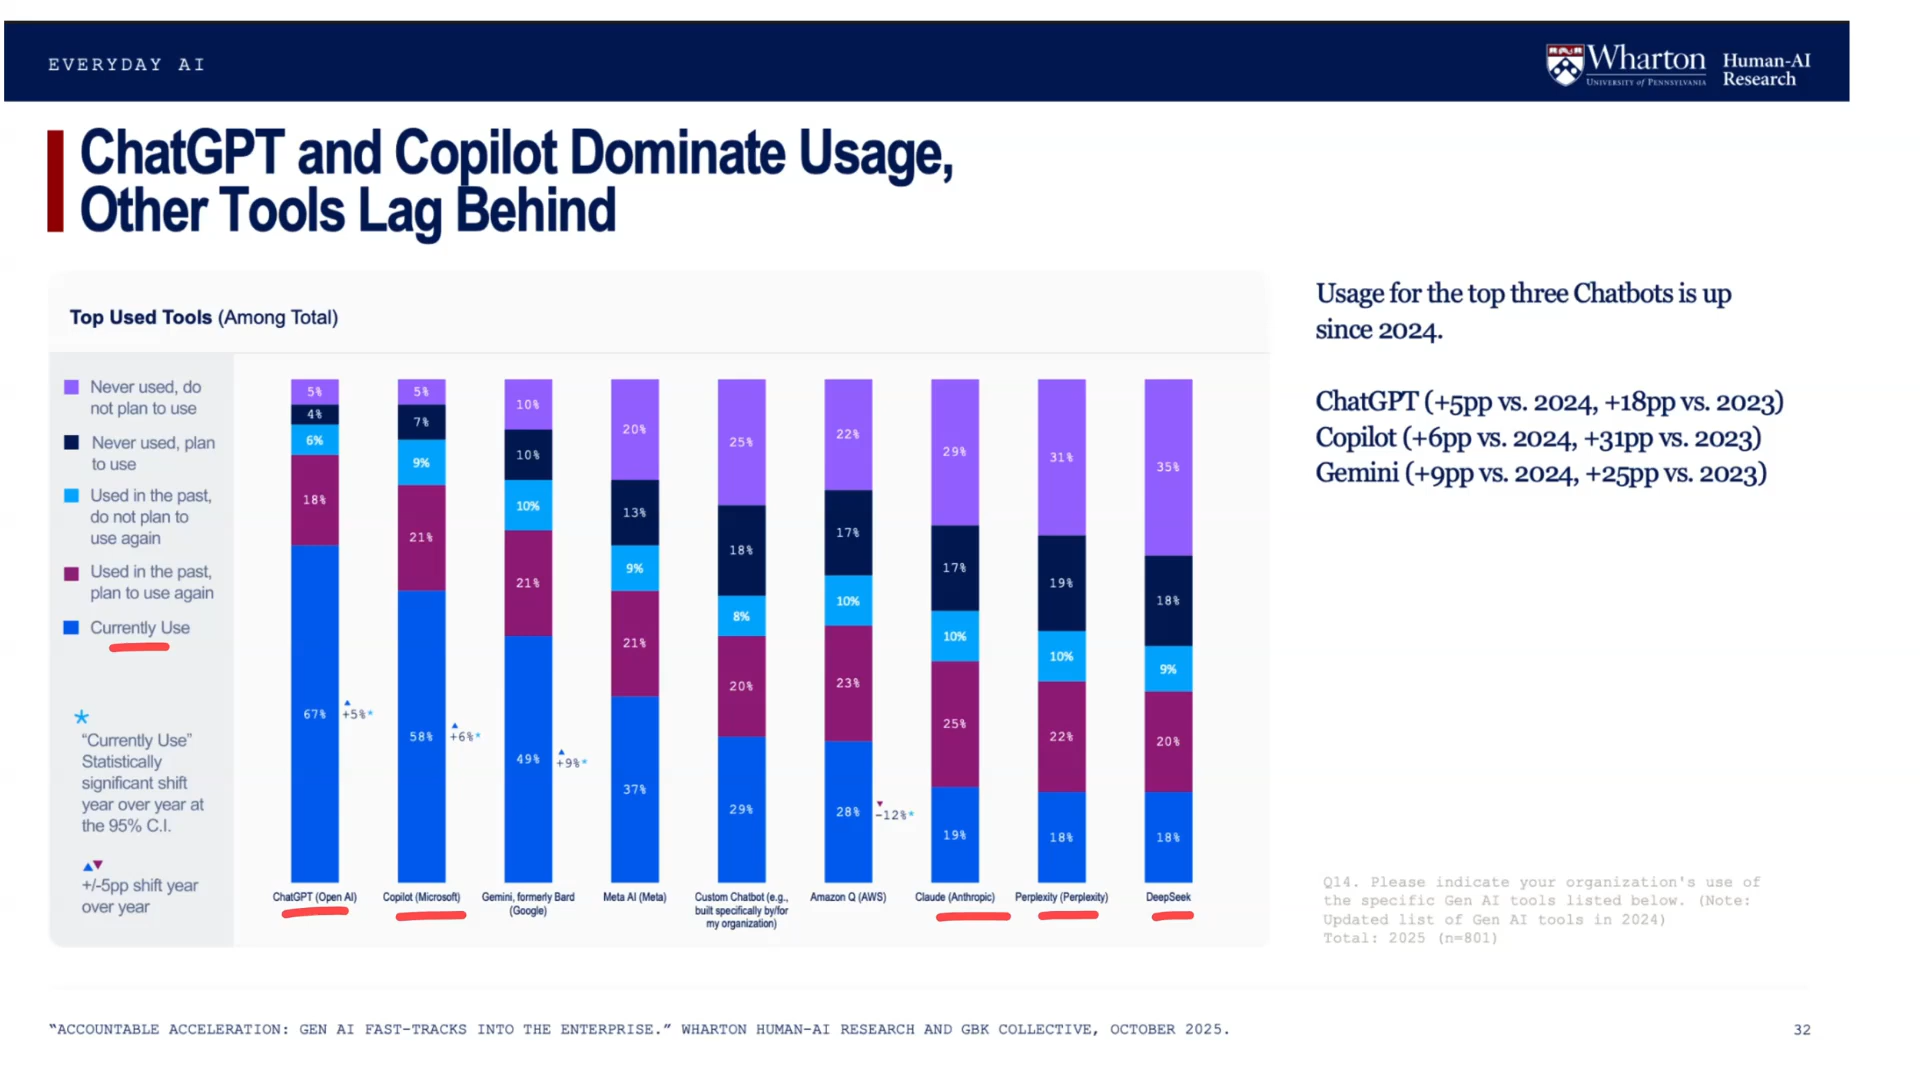 EVERYDAY AI
Wharton
UNIVERSITY of PENNSYLVANIA
Human-AI
Research
ChatGPT and Copilot Dominate Usage,
Other Tools Lag Behind
Top Used Tools (Among Total)
Never used, do
not plan to use
Never used, plan
to use
Used in the past,
do not plan to
use again
Used in the past,
plan to use again
Currently Use
*
"Currently Use"
Statistically
significant shift
year over year at
the 95% C.I.
▲▼
+/-5pp shift year
over year
5%
4%
6%
18%
67%
▲
+5%*
ChatGPT (Open AI)
5%
7%
9%
21%
58%
▲
+6%*
Copilot (Microsoft)
10%
10%
10%
21%
49%
▲
+9%*
Gemini, formerly Bard
(Google)
20%
13%
9%
21%
37%
Meta AI (Meta)
25%
18%
8%
20%
29%
Custom Chatbot (e.g.,
built specifically by/for
my organization)
22%
17%
10%
23%
28%
▼
-12%*
Amazon Q (AWS)
29%
17%
10%
25%
19%
Claude (Anthropic)
31%
19%
10%
22%
18%
Perplexity (Perplexity)
35%
18%
9%
20%
18%
DeepSeek
Usage for the top three Chatbots is up
since 2024.
ChatGPT (+5pp vs. 2024, +18pp vs. 2023)
Copilot (+6pp vs. 2024, +31pp vs. 2023)
Gemini (+9pp vs. 2024, +25pp vs. 2023)
Q14. Please indicate your organization's use of
the specific Gen AI tools listed below. (Note:
Updated list of Gen AI tools in 2024)
Total: 2025 (n=801)
"ACCOUNTABLE ACCELERATION: GEN AI FAST-TRACKS INTO THE ENTERPRISE." WHARTON HUMAN-AI RESEARCH AND GBK COLLECTIVE, OCTOBER 2025.
32